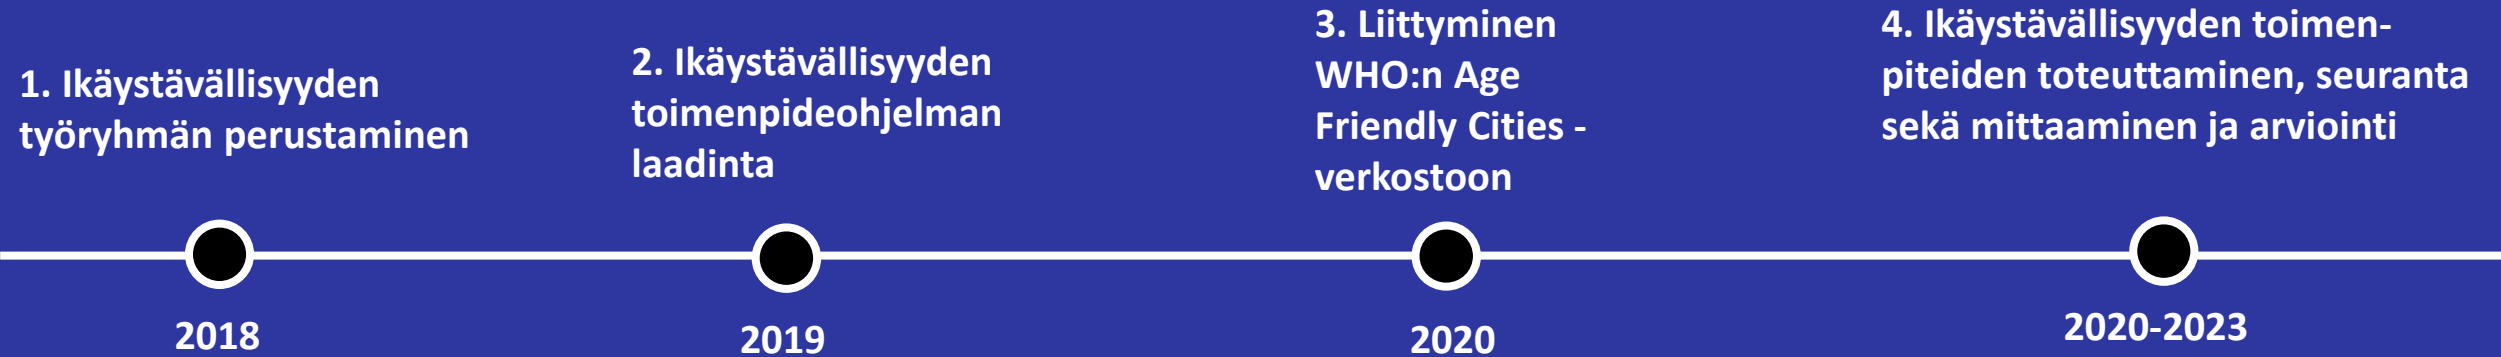 1. Ikäystävällisyyden
työryhmän perustaminen
2018
2. Ikäystävällisyyden
toimenpideohjelman
laadinta
2019
3. Liittyminen
WHO:n Age
Friendly Cities -
verkostoon
2020
4. Ikäystävällisyyden toimen-
piteiden toteuttaminen, seuranta
sekä mittaaminen ja arviointi
2020-2023